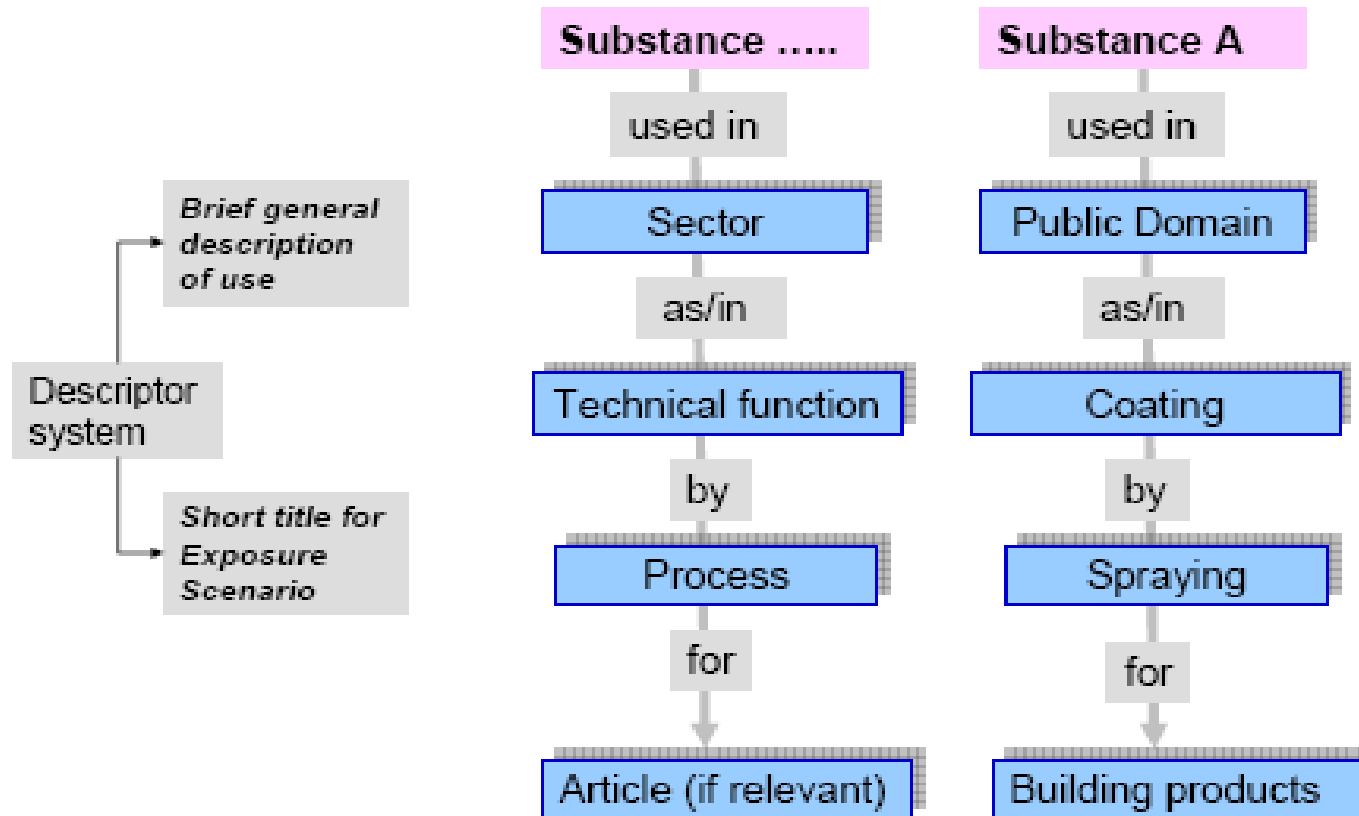 Brief general
description
of use
Descriptor
system
Short title for
Exposure
Scenario
Substance .....
used in
Sector
as/in
Technical function
by
Process
for
Article (if relevant)
Substance A
used in
Public Domain
as/in
Coating
by
Spraying
for
Building products